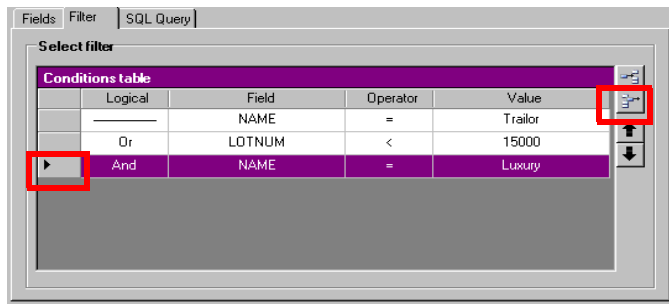 Fields Filter SQL Query
Select filter
Conditions table
Logical Field Operator Value
NAME = Trailor
Or LOTNUM < 15000
And NAME = Luxury